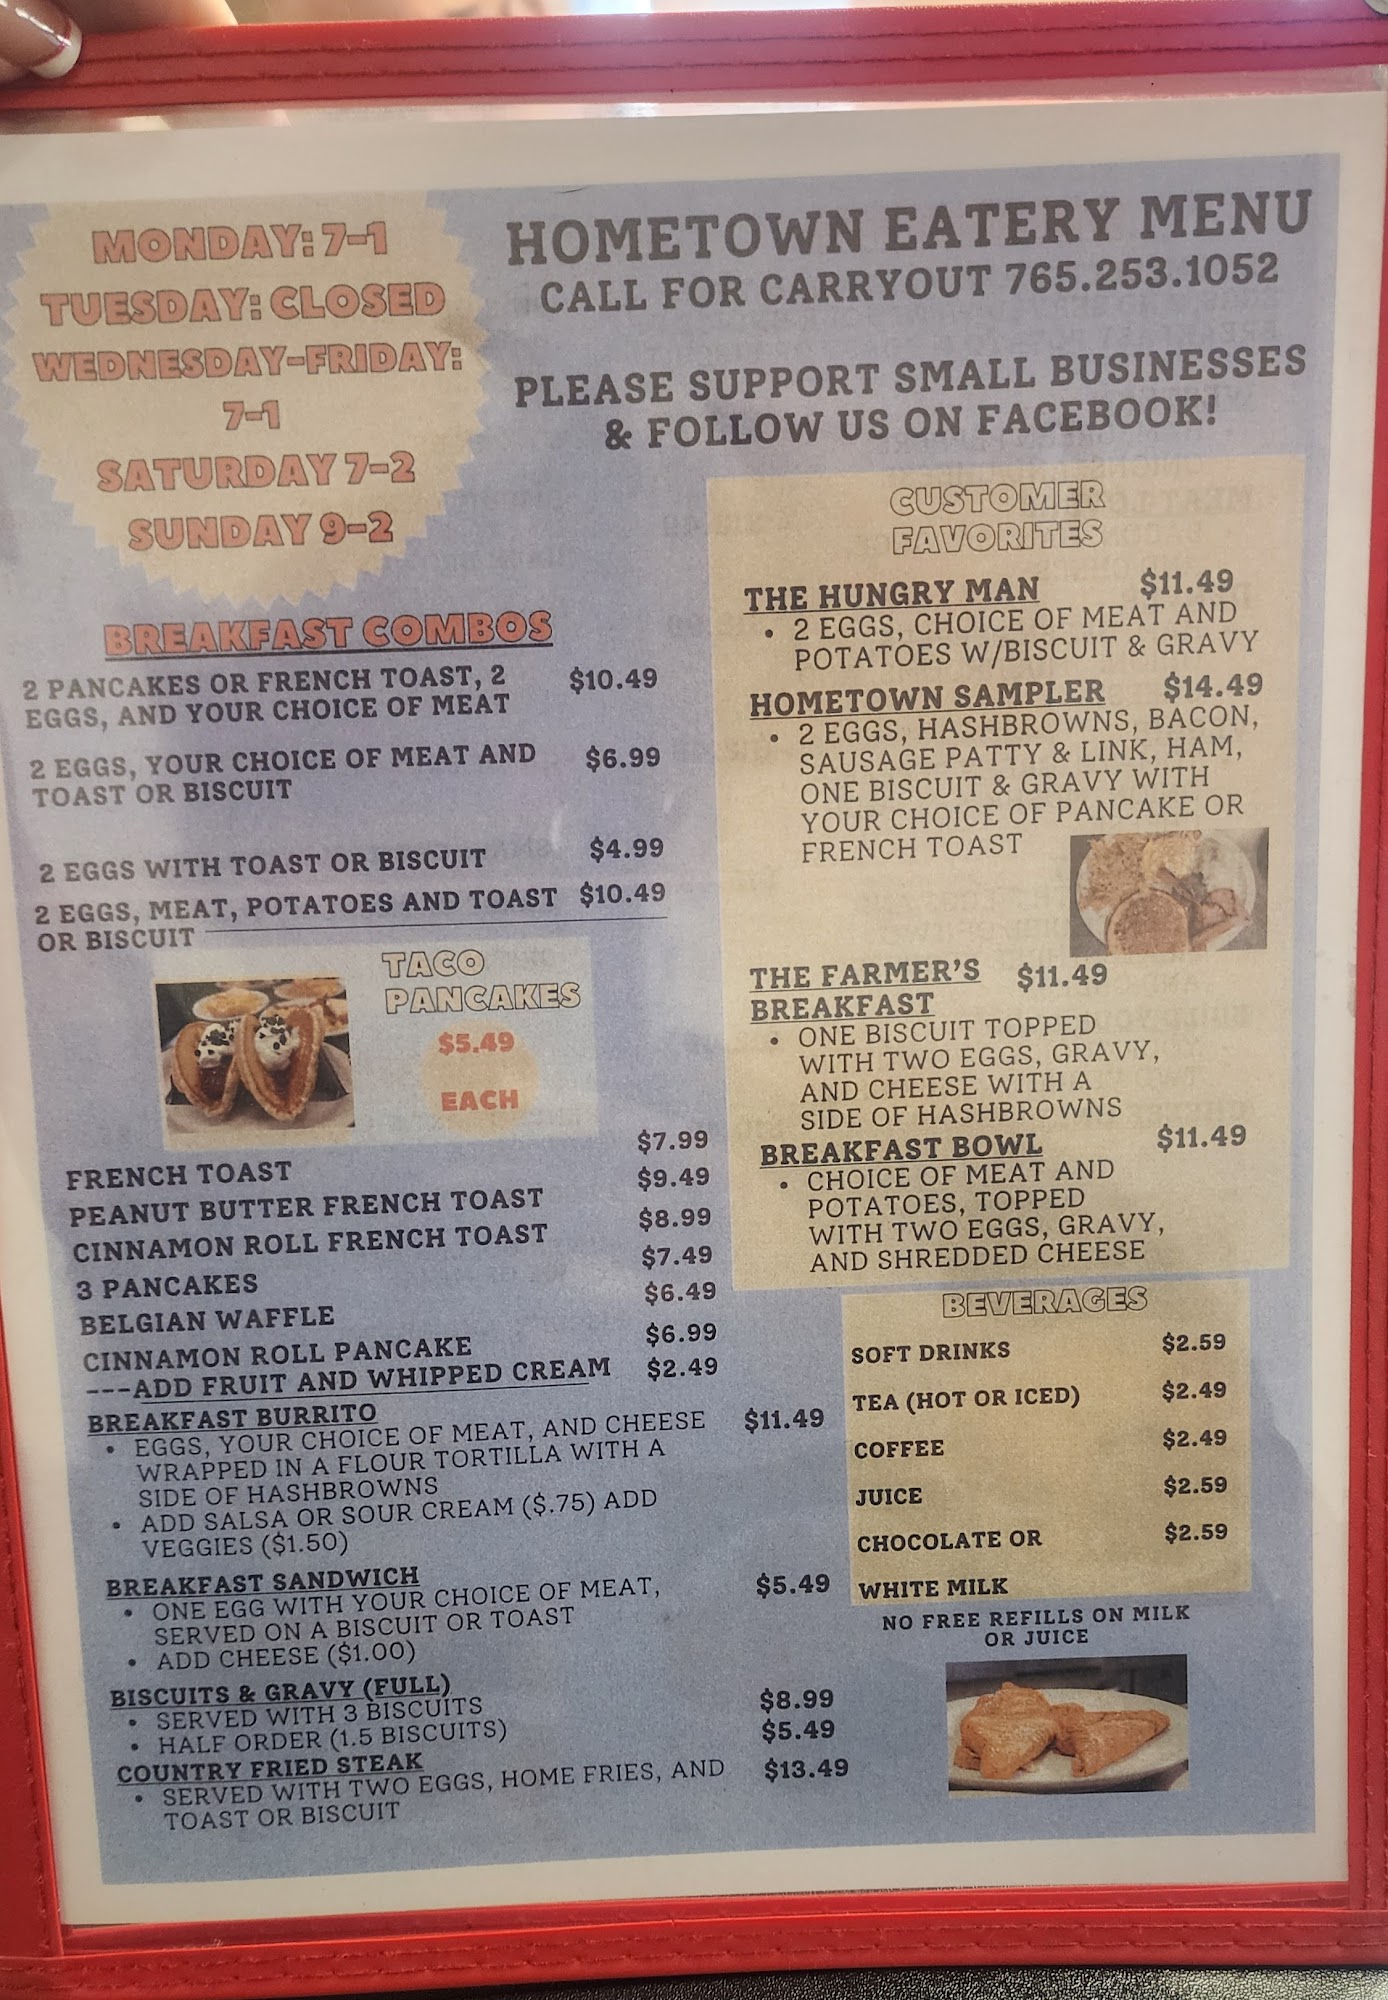 MONDAY: 7-1
TUESDAY: CLOSED
WEDNESDAY-FRIDAY:
7-1
SATURDAY 7-2
SUNDAY 9-2
HOMETOWN EATERY MENU
CALL FOR CARRYOUT 765.253.1052
PLEASE SUPPORT SMALL BUSINESSES
& FOLLOW US ON FACEBOOK!
BREAKFAST COMBOS
2 PANCAKES OR FRENCH TOAST, 2 $10.49
EGGS, AND YOUR CHOICE OF MEAT
2 EGGS, YOUR CHOICE OF MEAT AND $6.99
TOAST OR BISCUIT
2 EGGS WITH TOAST OR BISCUIT $4.99
2 EGGS, MEAT, POTATOES AND TOAST $10.49
OR BISCUIT
TACO
PANCAKES
$5.49
EACH
FRENCH TOAST $7.99
PEANUT BUTTER FRENCH TOAST $9.49
CINNAMON ROLL FRENCH TOAST $8.99
3 PANCAKES $7.49
BELGIAN WAFFLE $6.49
CINNAMON ROLL PANCAKE $6.99
---ADD FRUIT AND WHIPPED CREAM $2.49
BREAKFAST BURRITO $11.49
• EGGS, YOUR CHOICE OF MEAT, AND CHEESE
WRAPPED IN A FLOUR TORTILLA WITH A
SIDE OF HASHBROWNS
• ADD SALSA OR SOUR CREAM ($.75) ADD
VEGGIES ($1.50)
BREAKFAST SANDWICH $5.49
• ONE EGG WITH YOUR CHOICE OF MEAT,
SERVED ON A BISCUIT OR TOAST
• ADD CHEESE ($1.00)
BISCUITS & GRAVY (FULL)
• SERVED WITH 3 BISCUITS $8.99
• HALF ORDER (1.5 BISCUITS) $5.49
COUNTRY FRIED STEAK $13.49
• SERVED WITH TWO EGGS, HOME FRIES, AND
TOAST OR BISCUIT
CUSTOMER
FAVORITES
THE HUNGRY MAN $11.49
• 2 EGGS, CHOICE OF MEAT AND
POTATOES W/BISCUIT & GRAVY
HOMETOWN SAMPLER $14.49
• 2 EGGS, HASHBROWNS, BACON,
SAUSAGE PATTY & LINK, HAM,
ONE BISCUIT & GRAVY WITH
YOUR CHOICE OF PANCAKE OR
FRENCH TOAST
THE FARMER'S $11.49
BREAKFAST
• ONE BISCUIT TOPPED
WITH TWO EGGS, GRAVY,
AND CHEESE WITH A
SIDE OF HASHBROWNS
BREAKFAST BOWL $11.49
• CHOICE OF MEAT AND
POTATOES, TOPPED
WITH TWO EGGS, GRAVY,
AND SHREDDED CHEESE
BEVERAGES
SOFT DRINKS $2.59
TEA (HOT OR ICED) $2.49
COFFEE $2.49
JUICE $2.59
CHOCOLATE OR $2.59
WHITE MILK
NO FREE REFILLS ON MILK
OR JUICE